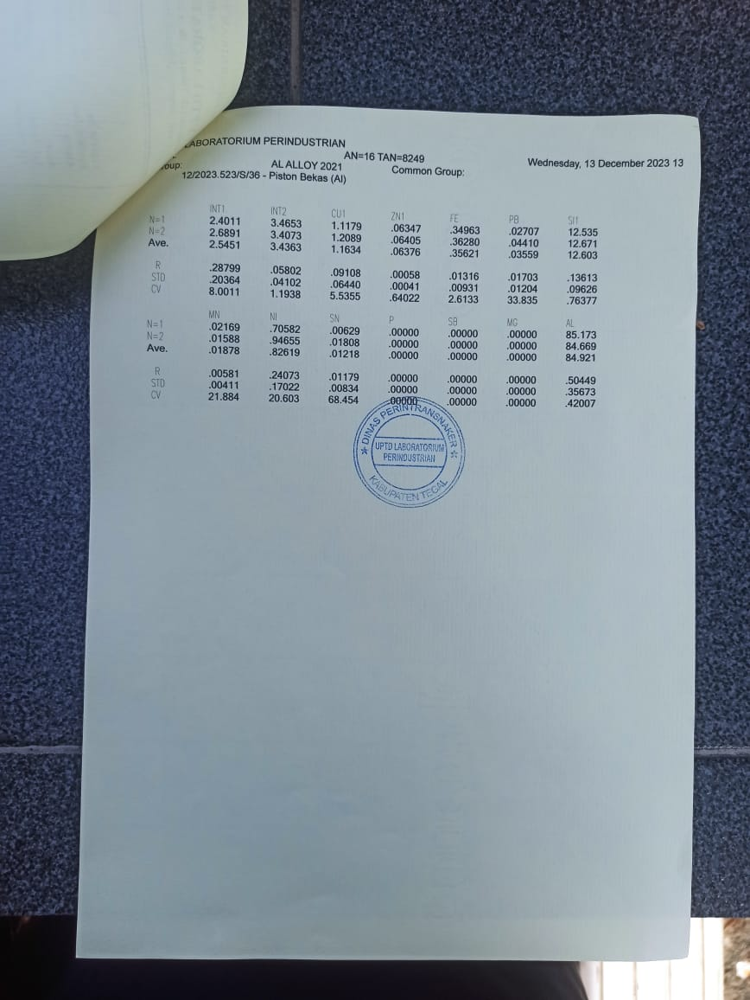 LABORATORIUM PERINDUSTRIAN
AN=16 TAN=8249
AL ALLOY 2021
Common Group:
Wednesday, 13 December 2023 13
12/2023.523/S/36 - Piston Bekas (Al)
INT1 INT2 CU1 ZN1 FE PB SI1
N=1 2.4011 3.4653 1.1179 .06347 .34963 .02707 12.535
N=2 2.6891 3.4073 1.2089 .06405 .36280 .04410 12.671
Ave. 2.5451 3.4363 1.1634 .06376 .35621 .03559 12.603
R .28799 .05802 .09108 .00058 .01316 .01703 .13613
STD .20364 .04102 .06440 .00041 .00931 .01204 .09626
CV 8.0011 1.1938 5.5355 .64022 2.6133 33.835 .76377
MN NI SN P SB MG AL
N=1 .02169 .70582 .00629 .00000 .00000 .00000 85.173
N=2 .01588 .94655 .01808 .00000 .00000 .00000 84.669
Ave. .01878 .82619 .01218 .00000 .00000 .00000 84.921
R .00581 .24073 .01179 .00000 .00000 .00000 .50449
STD .00411 .17022 .00834 .00000 .00000 .00000 .35673
CV 21.884 20.603 68.454 .00000 .00000 .00000 .42007
DINAS PERINTRANSNAKER
UPTD LABORATORIUM
PERINDUSTRIAN
KABUPATEN TEGAL